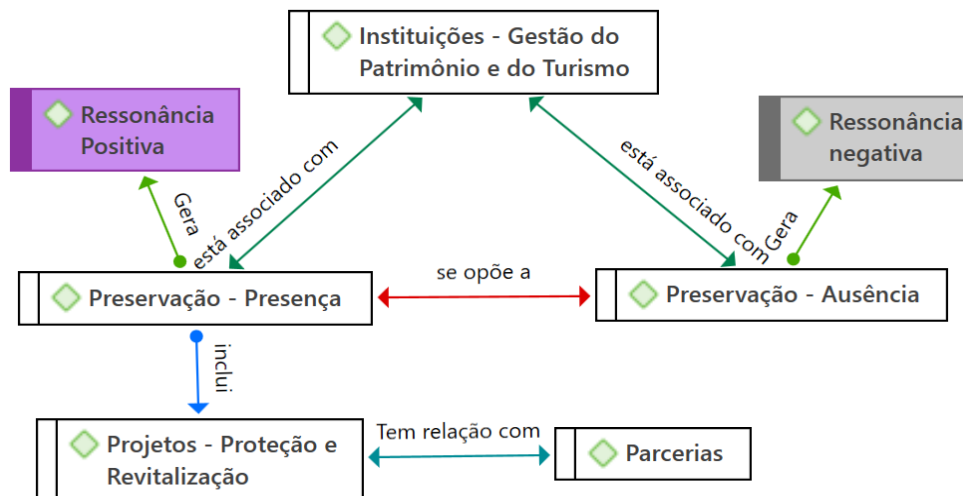 Instituições - Gestão do
Patrimônio e do Turismo
Ressonância
Positiva
Ressonância
negativa
Gera
está associado com
está associado com
Gera
Preservação - Presença
se opõe a
Preservação - Ausência
inclui
Projetos - Proteção e
Revitalização
Tem relação com
Parcerias